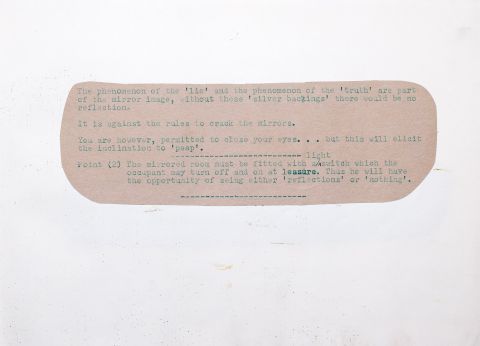 The phenomenon of the 'lie' and the phenomenon of the 'truth' are part
of the mirror image, without these 'silver backings' there would be no
reflection.
It is against the rules to crack the mirrors.
You are however, permitted to close your eyes. . . but this will elicit
the inclination to 'peep'.
light
Point (2) The mirrored room must be fitted with a/switch which the
occupant may turn off and on at leasure. Thus he will have
the opportunity of seing either 'reflections' or 'nothing'.